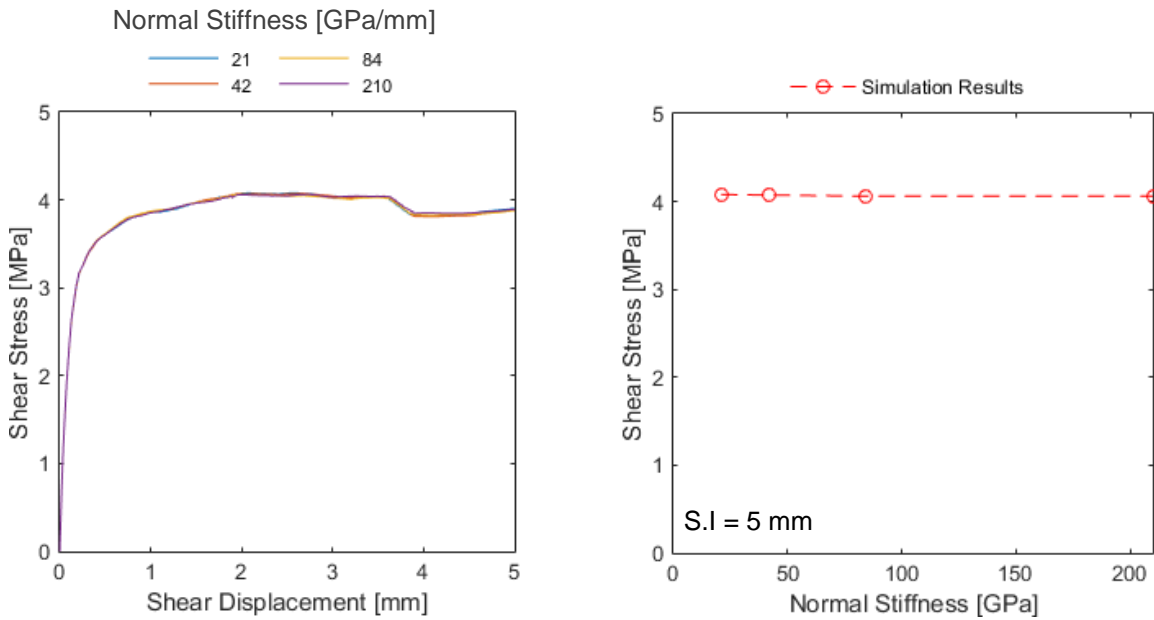 Normal Stiffness [GPa/mm]
21 84
42 210
Shear Stress [MPa]
5
4
3
2
1
0
0 1 2 3 4 5
Shear Displacement [mm]
Simulation Results
Shear Stress [MPa]
5
4
3
2
1
0
S.I = 5 mm
0 50 100 150 200
Normal Stiffness [GPa]